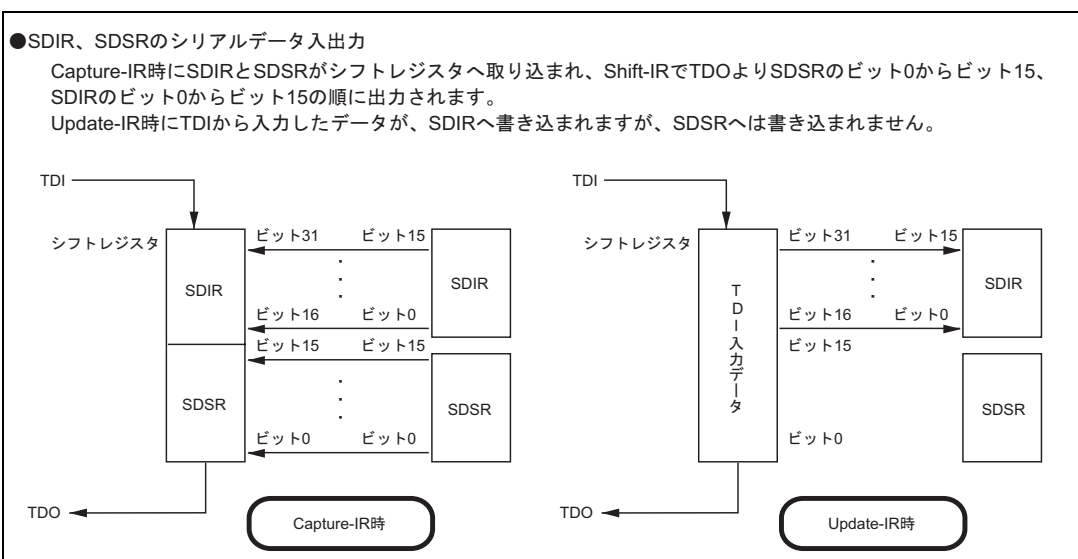 ●SDIR、SDSRのシリアルデータ入出力
Capture-IR時にSDIRとSDSRがシフトレジスタへ取り込まれ、Shift-IRでTDOよりSDSRのビット0からビット15、
SDIRのビット0からビット15の順に出力されます。
Update-IR時にTDIから入力したデータが、SDIRへ書き込まれますが、SDSRへは書き込まれません。
TDI
シフトレジスタ
SDIR
SDSR
ビット31 ビット15
ビット16 ビット0
ビット15 ビット15
ビット0 ビット0
SDIR
SDSR
TDO
Capture-IR時
TDI
シフトレジスタ
TDI入力データ
ビット31 ビット15
ビット16 ビット0
ビット15
ビット0
SDIR
SDSR
TDO
Update-IR時